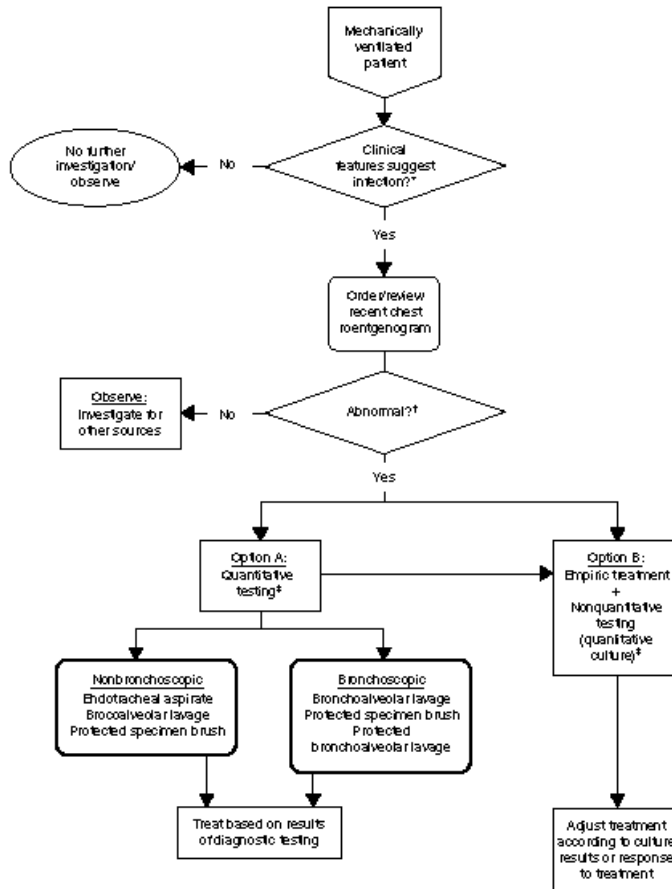 Mechanically
ventilated
patient
Clinical
features suggest
infection?*
No
No further
investigation/
observe
Yes
Order/review
recent chest
roentgenogram
Abnormal?†
No
Observe:
Investigate for
other sources
Yes
Option A:
Quantitative
testing‡
Option B:
Empiric treatment
+
Nonquantitative
testing
(quanlitative
culture)‡
Nonbronchoscopic
Endotracheal aspirate
Brocoalveolar lavage
Protected specimen brush
Bronchoscopic
Bronchoalveolar lavage
Protected specimen brush
Protected
bronchoalveolar lavage
Treat based on results
of diagnostic testing
Adjust treatment
according to culture
results or response
to treatment